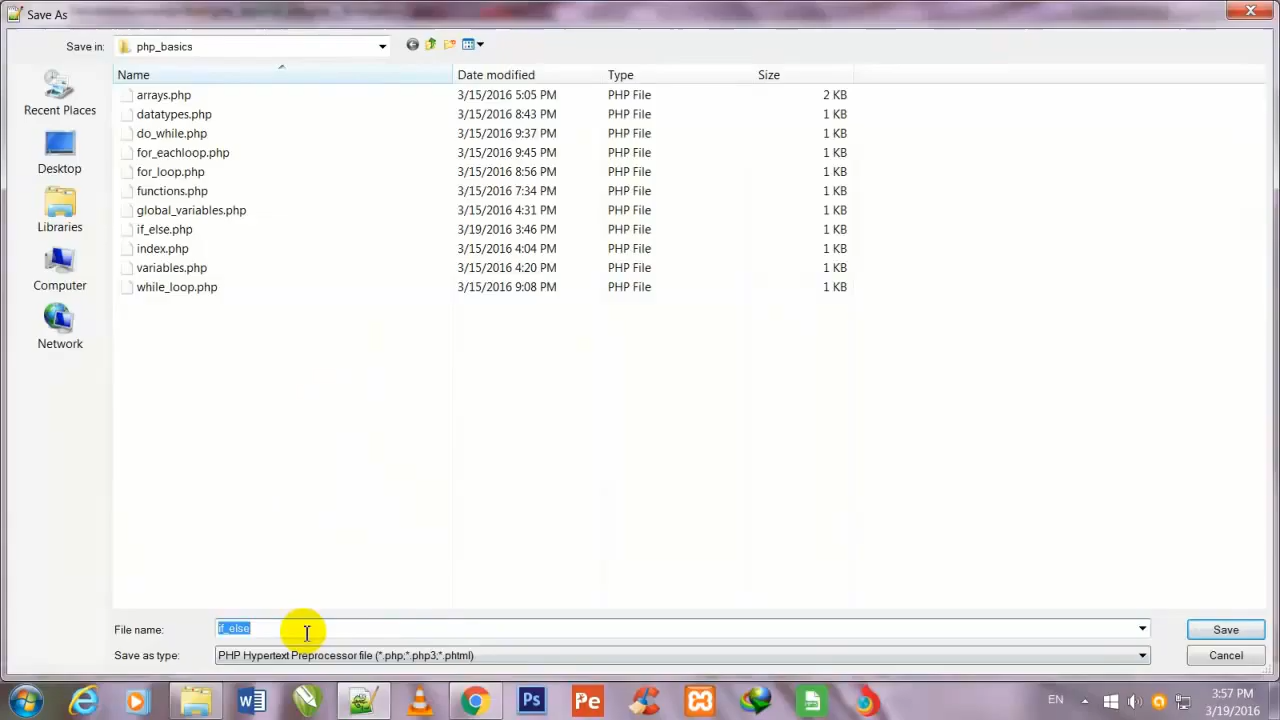 Save As
Save in: php_basics
Name Date modified Type Size
arrays.php 3/15/2016 5:05 PM PHP File 2 KB
datatypes.php 3/15/2016 8:43 PM PHP File 1 KB
do_while.php 3/15/2016 9:37 PM PHP File 1 KB
for_eachloop.php 3/15/2016 9:45 PM PHP File 1 KB
for_loop.php 3/15/2016 8:56 PM PHP File 1 KB
functions.php 3/15/2016 7:34 PM PHP File 1 KB
global_variables.php 3/15/2016 4:31 PM PHP File 1 KB
if_else.php 3/19/2016 3:46 PM PHP File 1 KB
index.php 3/15/2016 4:04 PM PHP File 1 KB
variables.php 3/15/2016 4:20 PM PHP File 1 KB
while_loop.php 3/15/2016 9:08 PM PHP File 1 KB
Recent Places
Desktop
Libraries
Computer
Network
File name: if_else Save
Save as type: PHP Hypertext Preprocessor file (*.php;*.php3;*.phtml) Cancel
W Ps Pe EN 3:57 PM
3/19/2016